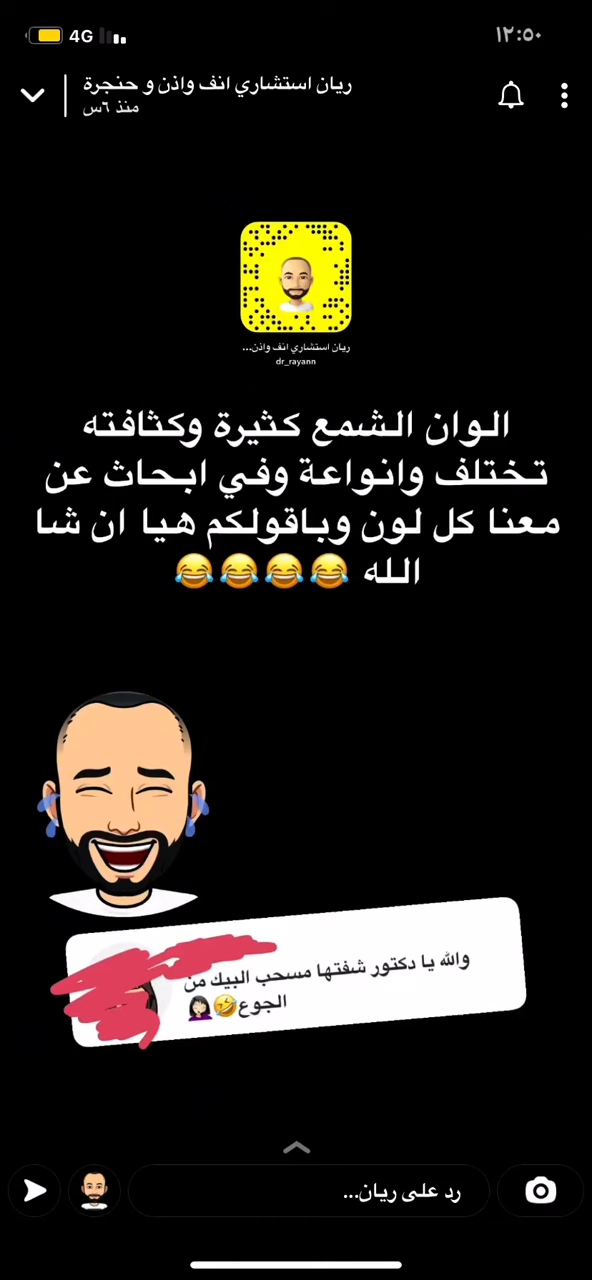 4G
١٢:٥٠
ريان استشاري انف واذن و حنجرة
منذ ٦س
ريان استشاري انف واذن...
dr_rayann
الوان الشمع كثيرة وكثافته
تختلف وانواعة وفي ابحاث عن
معنا كل لون وباقولكم هيا ان شا
الله 😂😂😂😂
والله يا دكتور شفتها مسحب البيك من
الجوع🤣🤦🏻‍♀️
رد على ريان...